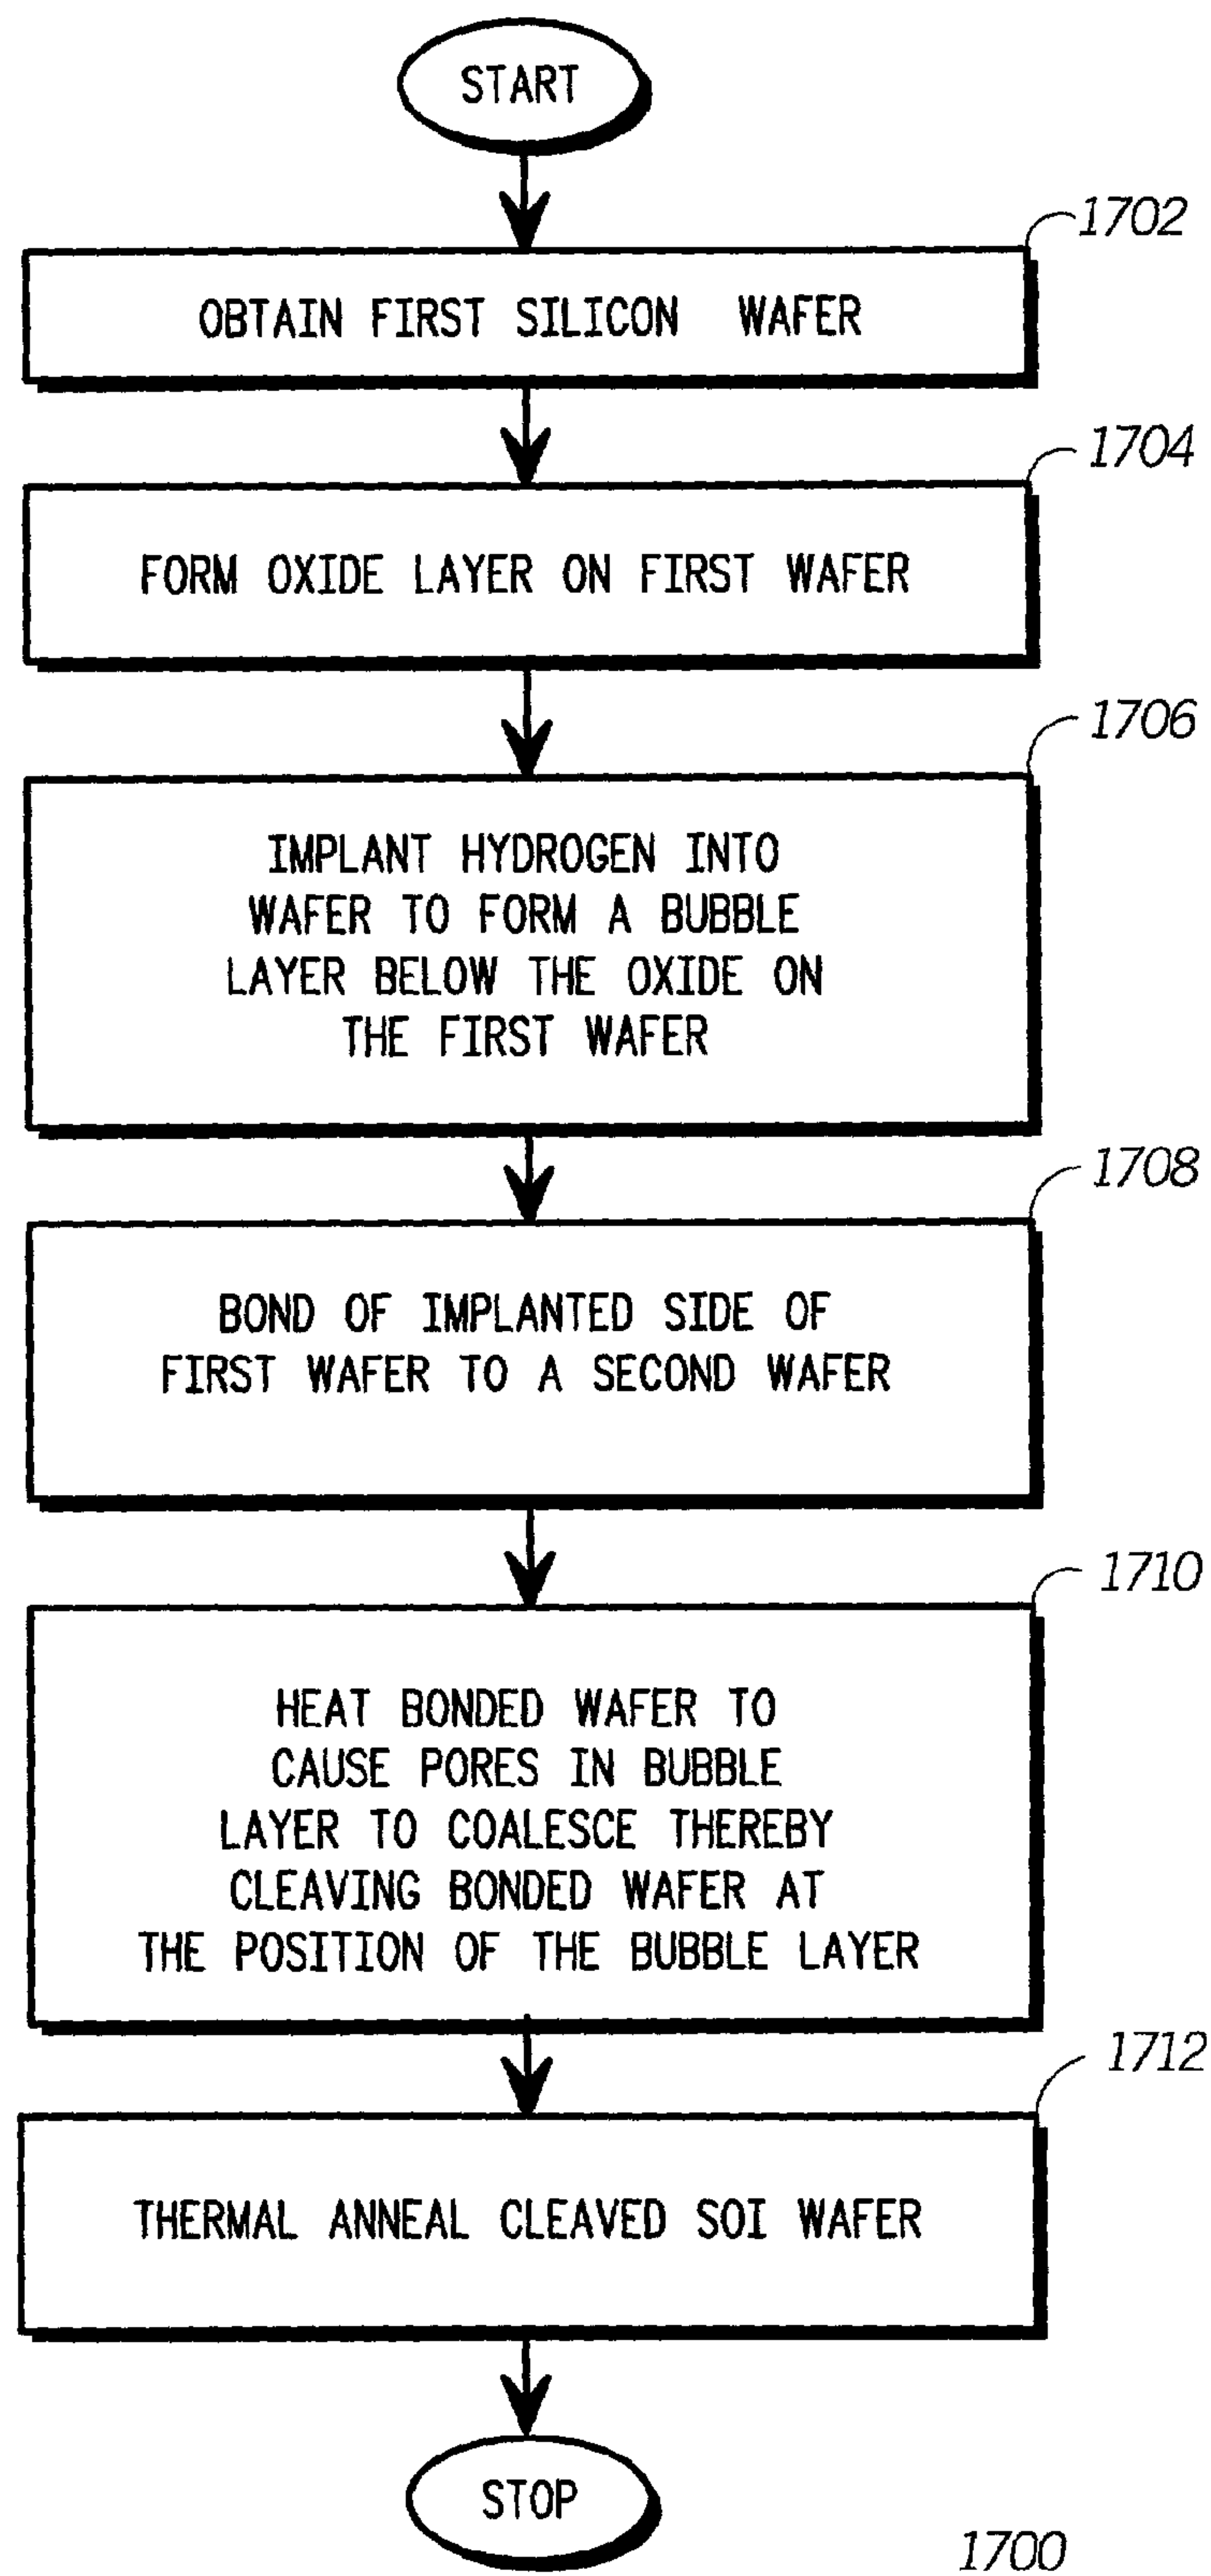 START
1702
OBTAIN FIRST SILICON WAFER
1704
FORM OXIDE LAYER ON FIRST WAFER
1706
IMPLANT HYDROGEN INTO
WAFER TO FORM A BUBBLE
LAYER BELOW THE OXIDE ON
THE FIRST WAFER
1708
BOND OF IMPLANTED SIDE OF
FIRST WAFER TO A SECOND WAFER
1710
HEAT BONDED WAFER TO
CAUSE PORES IN BUBBLE
LAYER TO COALESCE THEREBY
CLEAVING BONDED WAFER AT
THE POSITION OF THE BUBBLE LAYER
1712
THERMAL ANNEAL CLEAVED SOI WAFER
STOP
1700